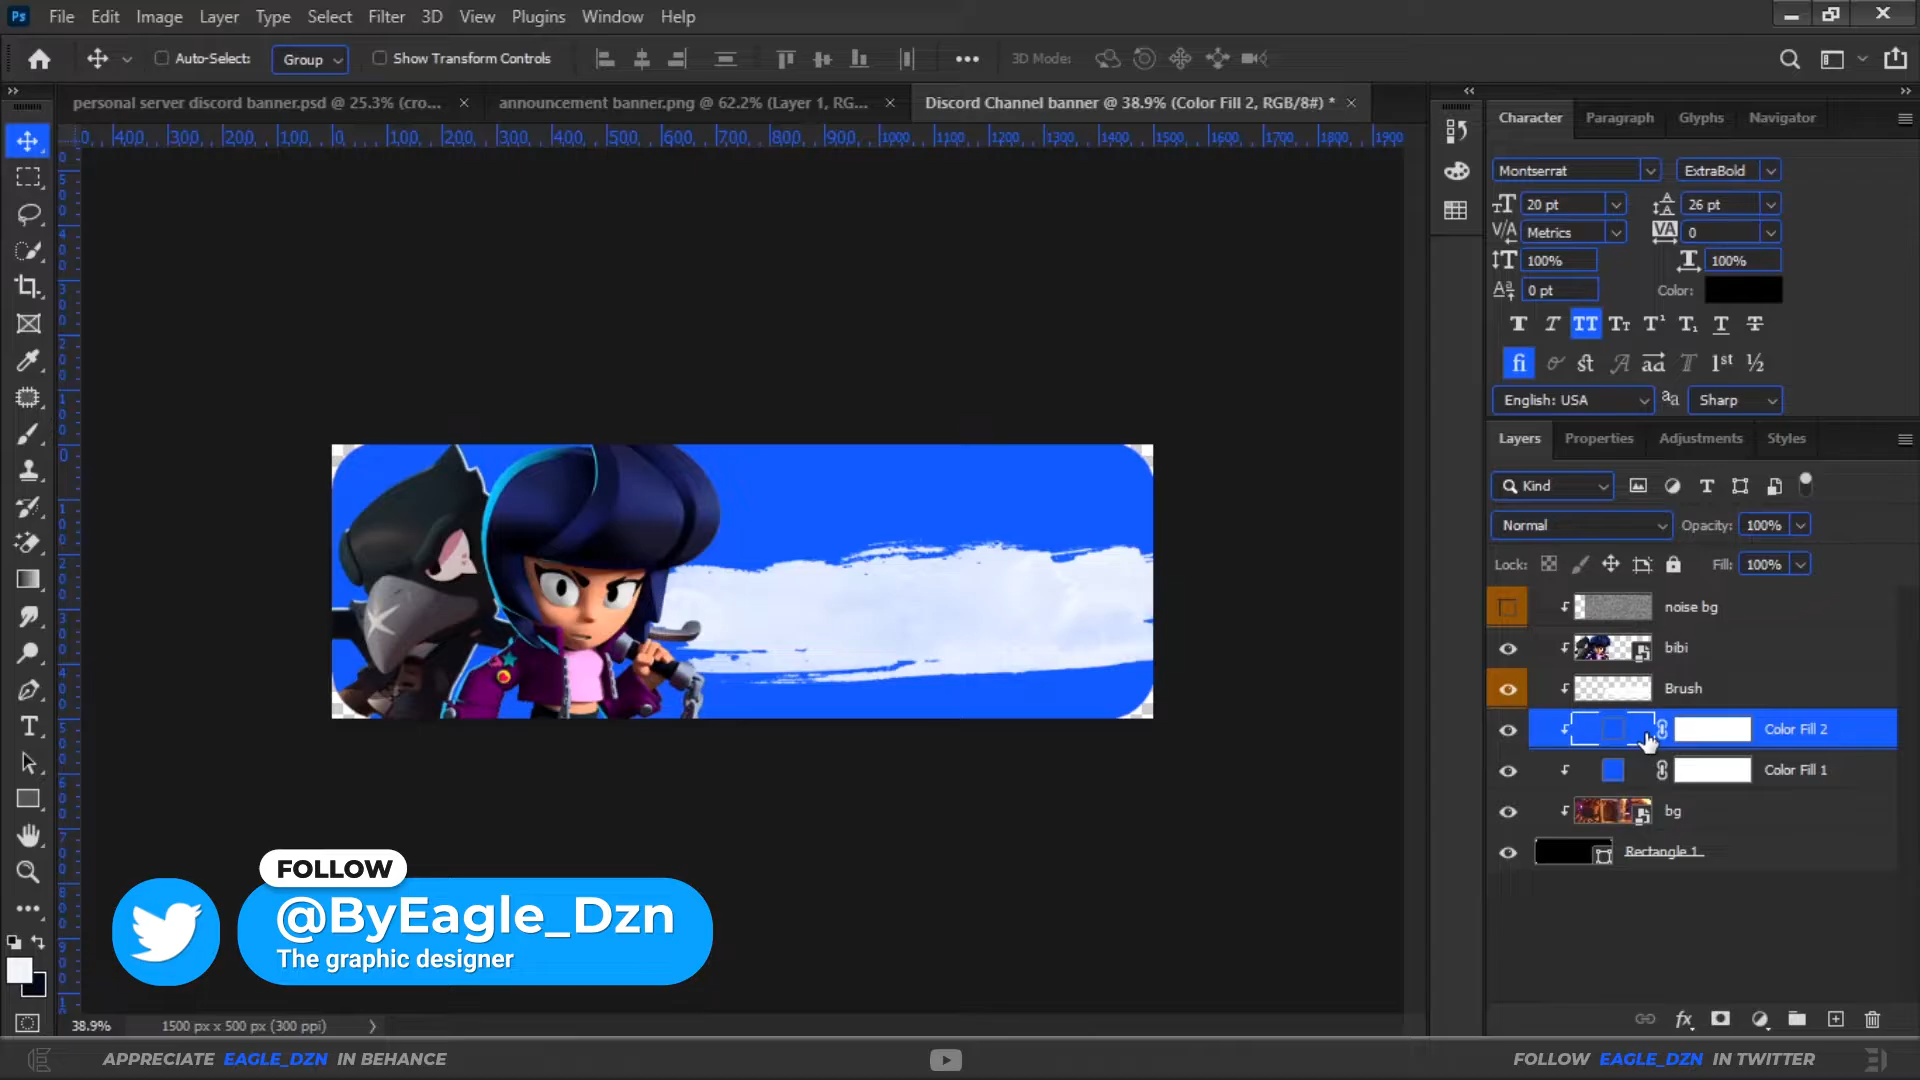 Ps File Edit Image Layer Type Select Filter 3D View Plugins Window Help
Auto-Select: Group Show Transform Controls 3D Mode:
personal server discord banner.psd @ 25.3% (cro... × announcement banner.png @ 62.2% (Layer 1, RG... × Discord Channel banner @ 38.9% (Color Fill 2, RGB/8#) * ×
Character Paragraph Glyphs Navigator
Montserrat ExtraBold
20 pt 26 pt
Metrics 0
100% 100%
0 pt Color:
English: USA Sharp
Layers Properties Adjustments Styles
Kind
Normal Opacity: 100%
Lock: Fill: 100%
noise bg
bibi
Brush
Color Fill 2
Color Fill 1
bg
Rectangle 1
FOLLOW
@ByEagle_Dzn
The graphic designer
38.9% 1500 px x 500 px (300 ppi)
APPRECIATE EAGLE_DZN IN BEHANCE
FOLLOW EAGLE_DZN IN TWITTER